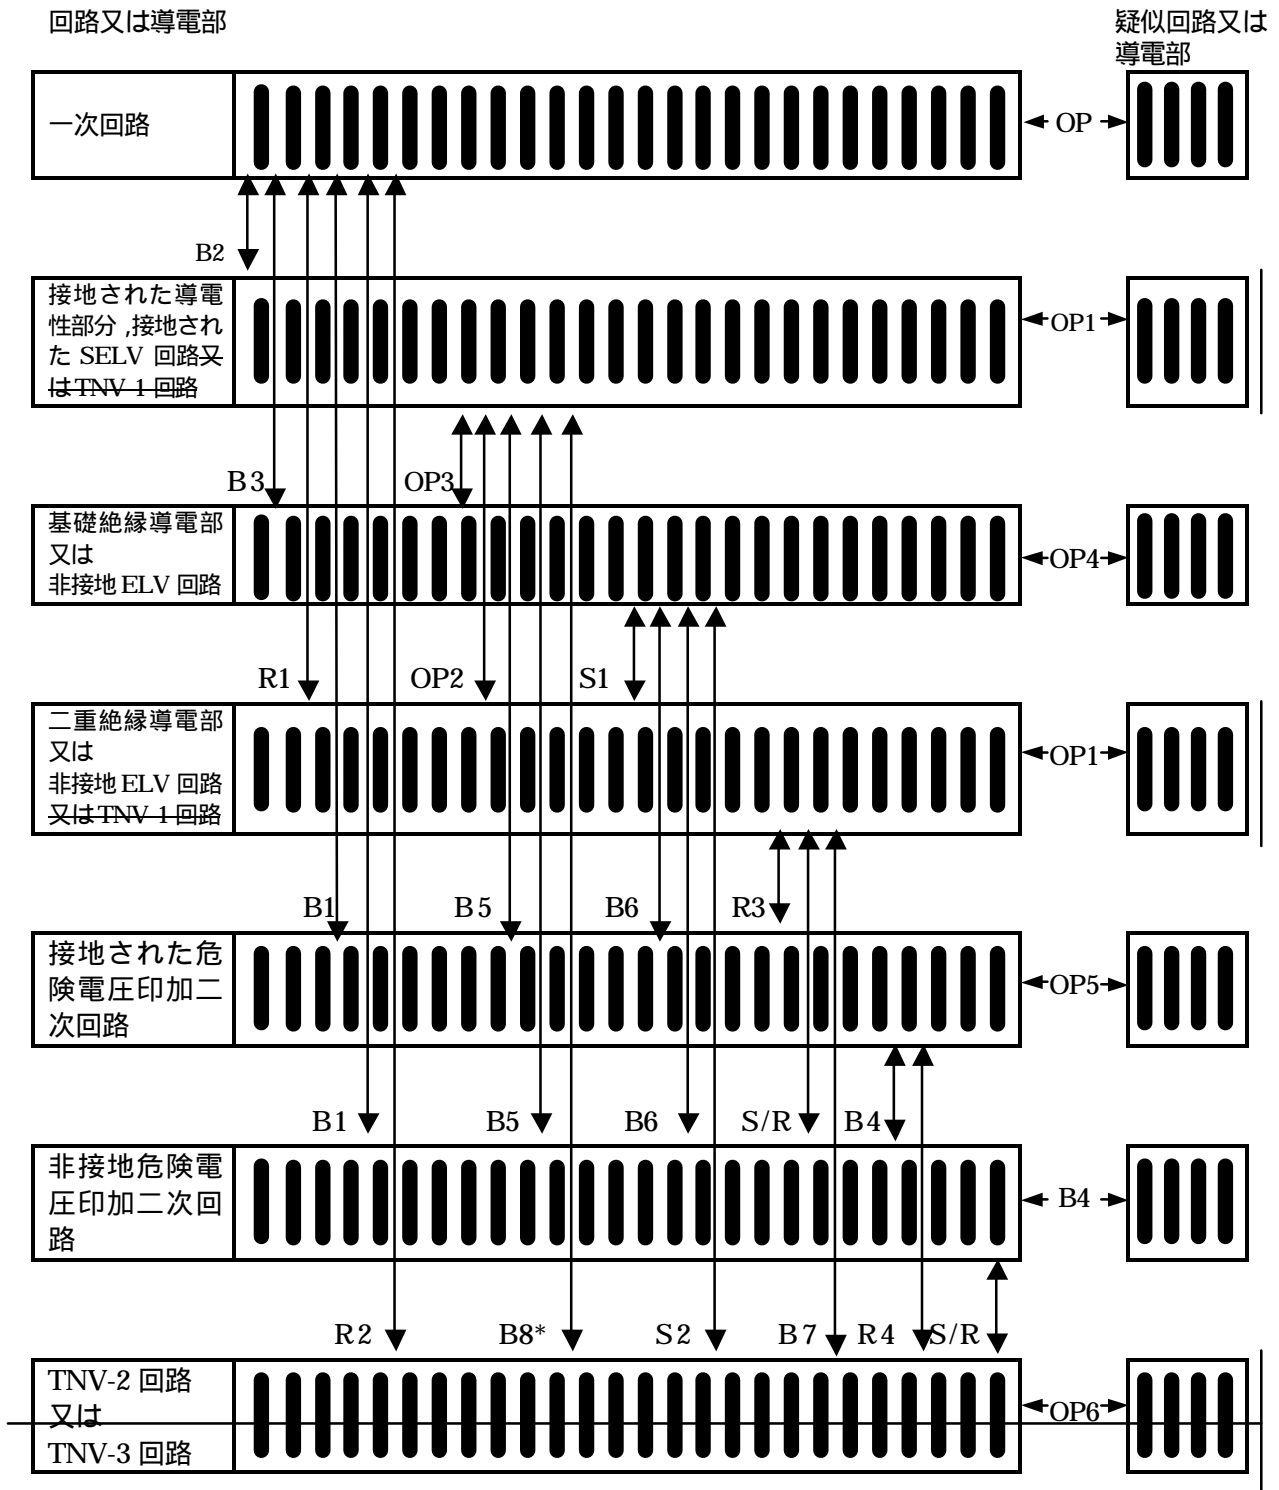 回路又は導電部
疑似回路又は
導電部
一次回路
OP
B2
接地された導電
性部分,接地され
た SELV 回路又
は TNV-1 回路
OP1
B3
OP3
基礎絶縁導電部
又は
非接地 ELV 回路
OP4
R1
OP2
S1
二重絶縁導電部
又は
非接地 ELV 回路
又は TNV-1 回路
OP1
B1
B5
B6
R3
接地された危
険電圧印加二
次回路
OP5
B1
B5
B6
S/R
B4
非接地危険電
圧印加二次回
路
B4
R2
B8*
S2
B7
R4
S/R
TNV-2 回路
又は
TNV-3 回路
OP6